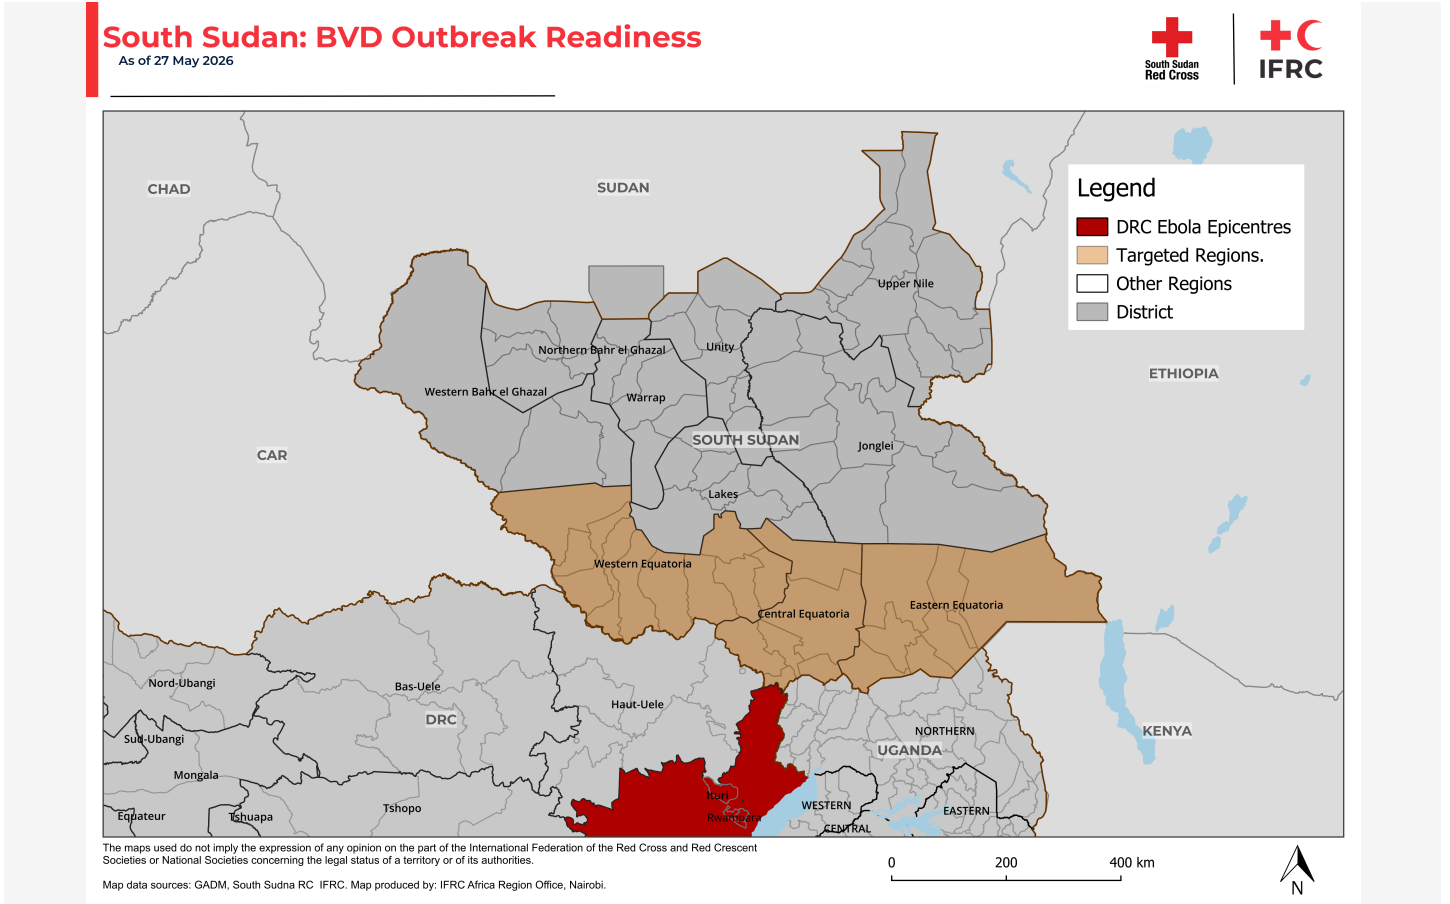 South Sudan: BVD Outbreak Readiness
As of 27 May 2026
South Sudan
Red Cross
IFRC
CHAD
SUDAN
Legend
DRC Ebola Epicentres
Targeted Regions.
Other Regions
District
Upper Nile
Northern Bahr el Ghazal
Unity
ETHIOPIA
Western Bahr el Ghazal
Warrap
SOUTH SUDAN
Jonglei
CAR
Lakes
Western Equatoria
Central Equatoria
Eastern Equatoria
Nord-Ubangi
Bas-Uele
Haut-Uele
DRC
NORTHERN
KENYA
Sud-Ubangi
UGANDA
Mongala
Ituri
Tshopo
WESTERN
EASTERN
Equateur
Tshuapa
Rwampara
CENTRAL
The maps used do not imply the expression of any opinion on the part of the International Federation of the Red Cross and Red Crescent
Societies or National Societies concerning the legal status of a territory or of its authorities.
0 200 400 km
Map data sources: GADM, South Sudna RC IFRC. Map produced by: IFRC Africa Region Office, Nairobi.
N